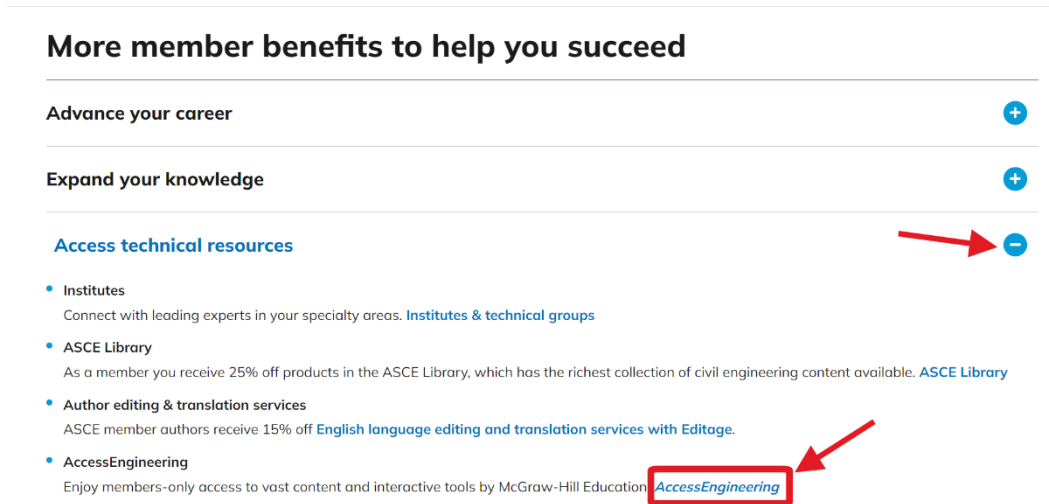 More member benefits to help you succeed
Advance your career
Expand your knowledge
Access technical resources
Institutes
Connect with leading experts in your specialty areas. Institutes & technical groups
ASCE Library
As a member you receive 25% off products in the ASCE Library, which has the richest collection of civil engineering content available. ASCE Library
Author editing & translation services
ASCE member authors receive 15% off English language editing and translation services with Editage.
AccessEngineering
Enjoy members-only access to vast content and interactive tools by McGraw-Hill Education AccessEngineering